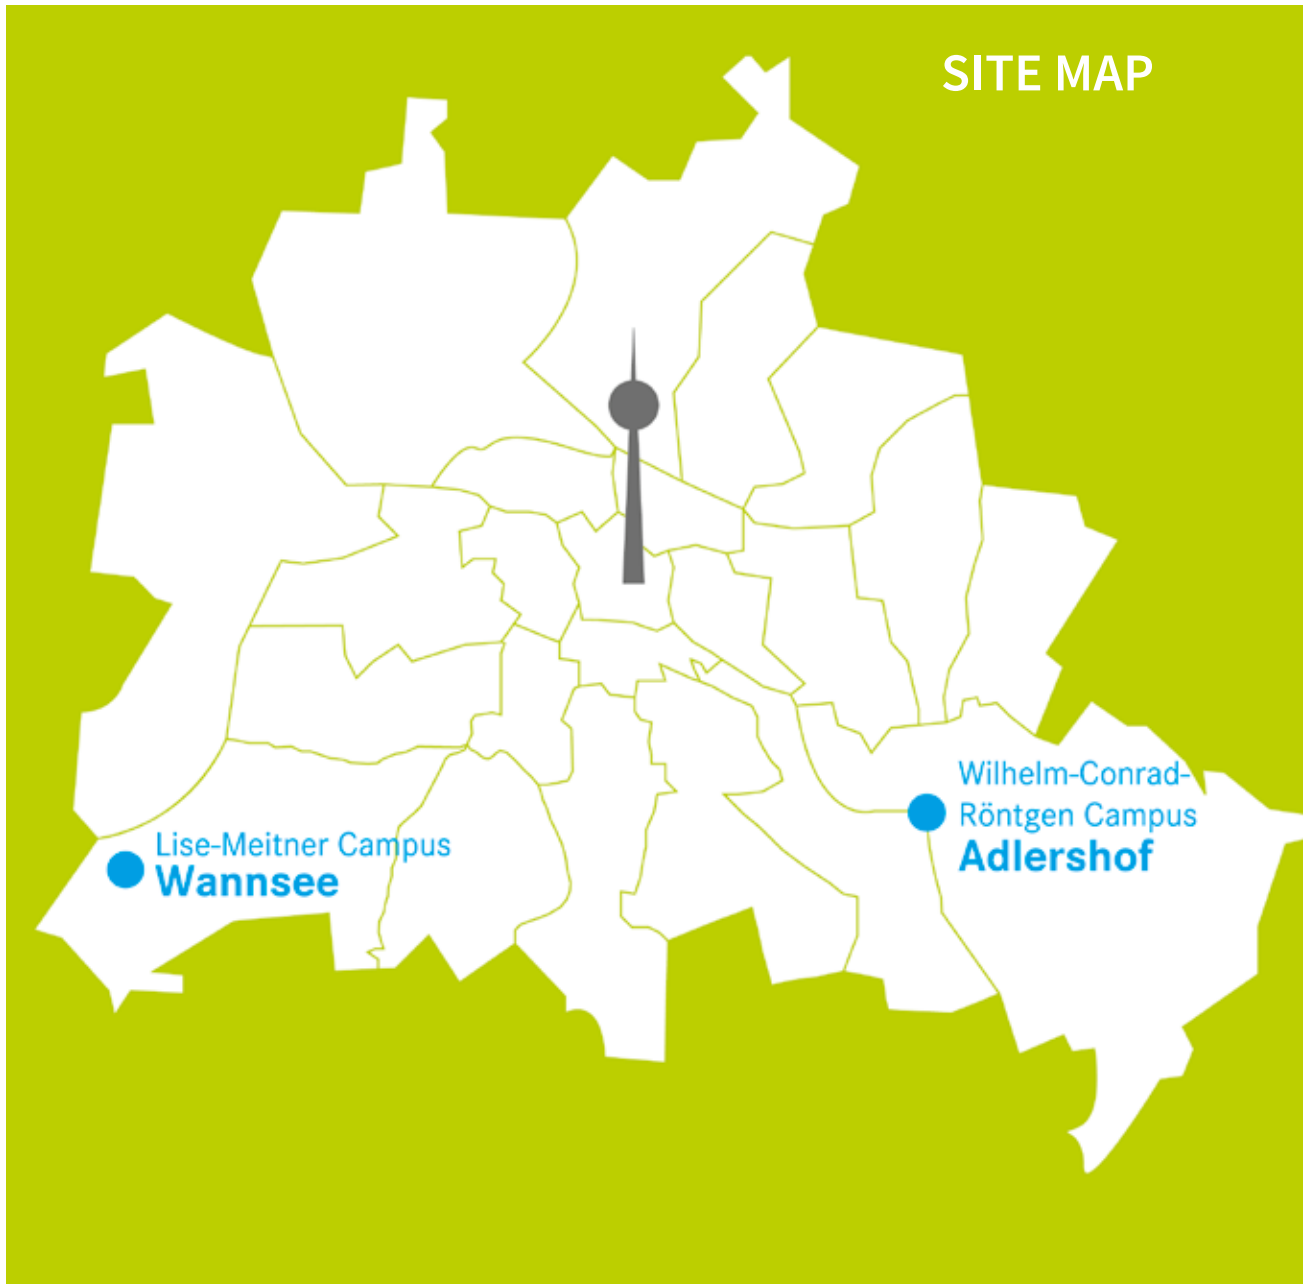 SITE MAP
Wilhelm-Conrad-
Röntgen Campus
Adlershof
Lise-Meitner Campus
Wannsee